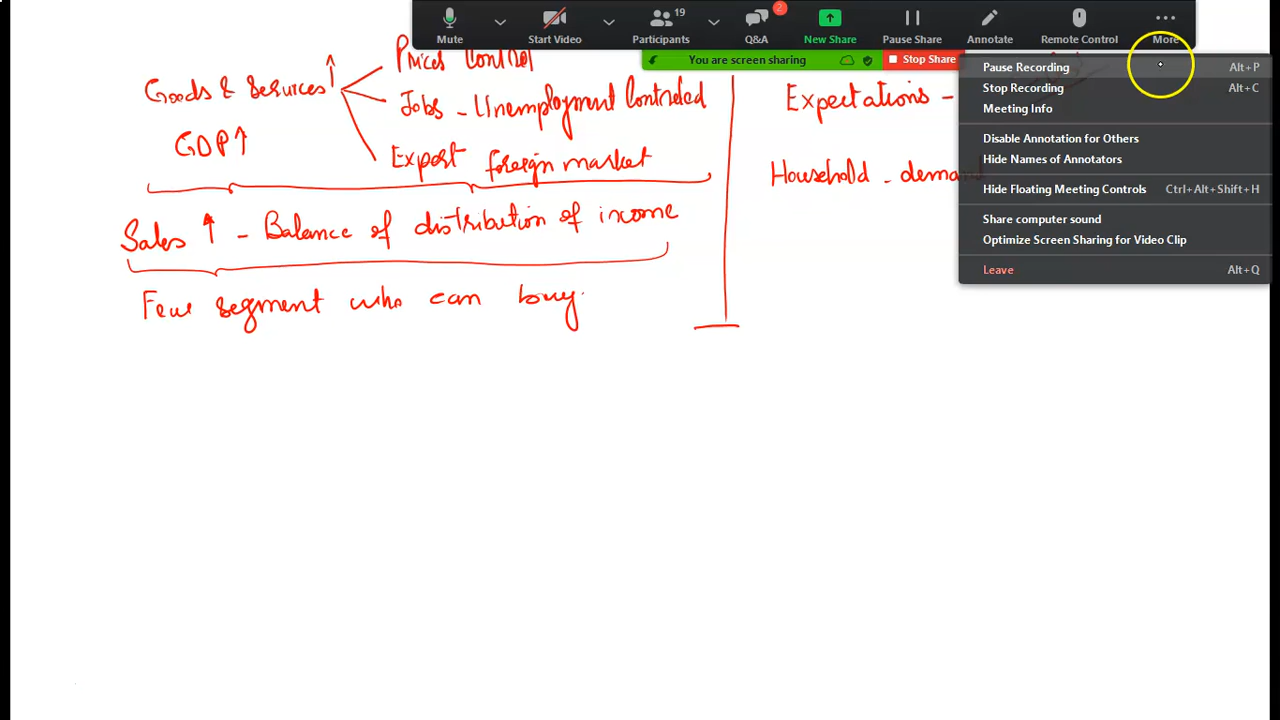 Mute
Start Video
Participants 19
Q&A 2
New Share
Pause Share
Annotate
Remote Control
More
You are screen sharing
Stop Share
Pause Recording Alt+P
Stop Recording Alt+C
Meeting Info
Disable Annotation for Others
Hide Names of Annotators
Hide Floating Meeting Controls Ctrl+Alt+Shift+H
Share computer sound
Optimize Screen Sharing for Video Clip
Leave Alt+Q
Prices Control
Goods & Services ↑
Jobs - Unemployment Controled
GDP ↑
Export foreign market
Sales ↑ - Balance of distribution of income
Few segment who can buy.
Expectations -
Household - demand